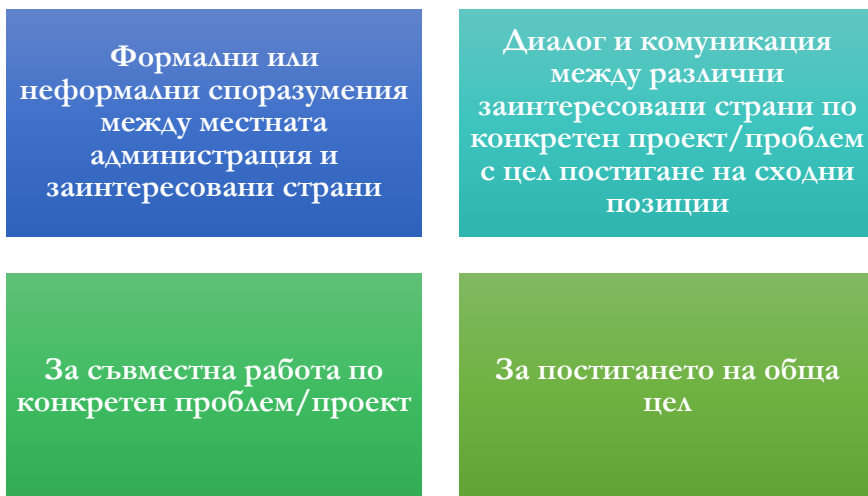 Формални или
неформални споразумения
между местната
администрация и
заинтересовани страни
Диалог и комуникация
между различни
заинтересовани страни по
конкретен проект/проблем
с цел постигане на сходни
позиции
За съвместна работа по
конкретен проблем/проект
За постигането на обща
цел